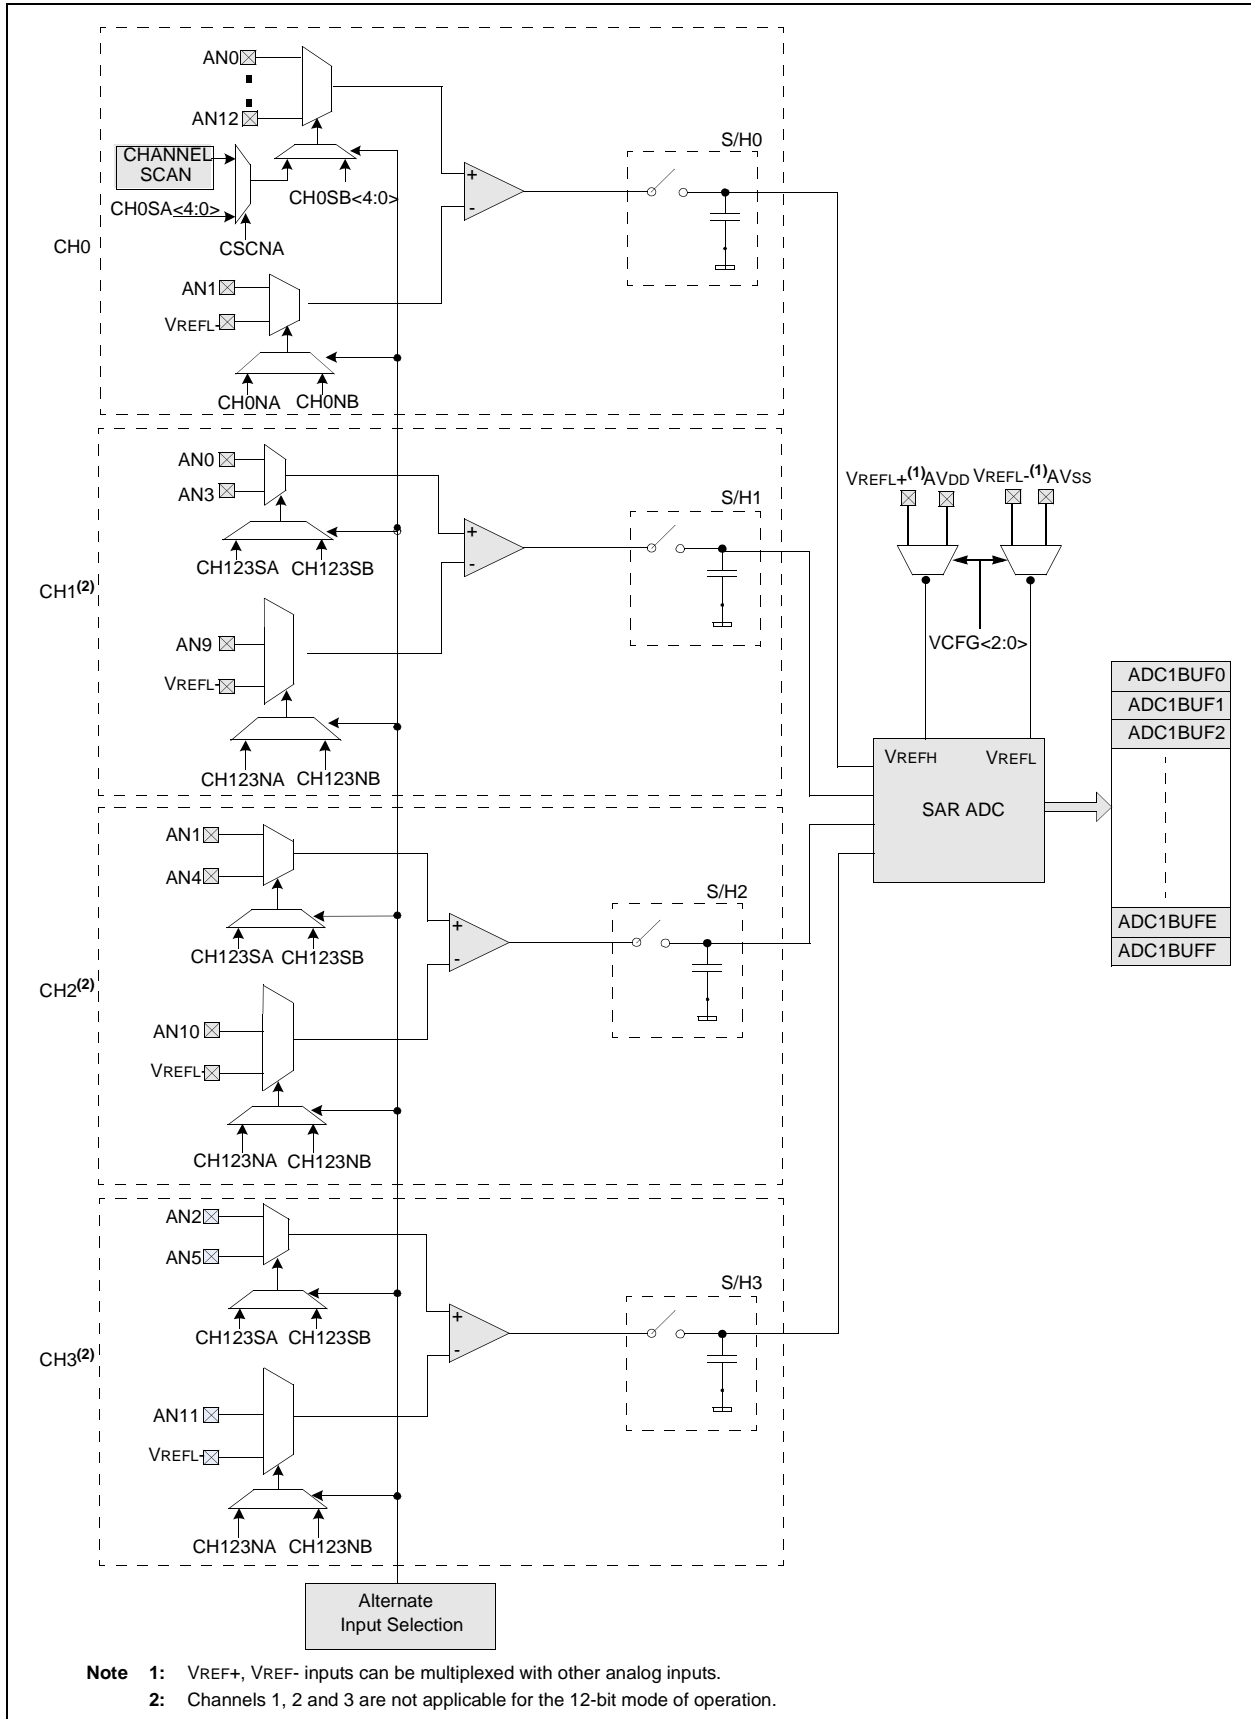 AN0
AN12
CHANNEL
SCAN
CH0SA<4:0>
CH0SB<4:0>
CSCNA
CH0
AN1
VREFL-
CH0NA CH0NB
+
-
S/H0
AN0
AN3
CH123SA CH123SB
CH1(2)
AN9
VREFL-
CH123NA CH123NB
+
-
S/H1
AN1
AN4
CH123SA CH123SB
CH2(2)
AN10
VREFL-
CH123NA CH123NB
+
-
S/H2
AN2
AN5
CH123SA CH123SB
CH3(2)
AN11
VREFL-
CH123NA CH123NB
+
-
S/H3
VREFL+(1) AVDD VREFL-(1) AVSS
VCFG<2:0>
VREFH VREFL
SAR ADC
ADC1BUF0
ADC1BUF1
ADC1BUF2
ADC1BUFE
ADC1BUFF
Alternate
Input Selection
Note 1: VREF+, VREF- inputs can be multiplexed with other analog inputs.
2: Channels 1, 2 and 3 are not applicable for the 12-bit mode of operation.